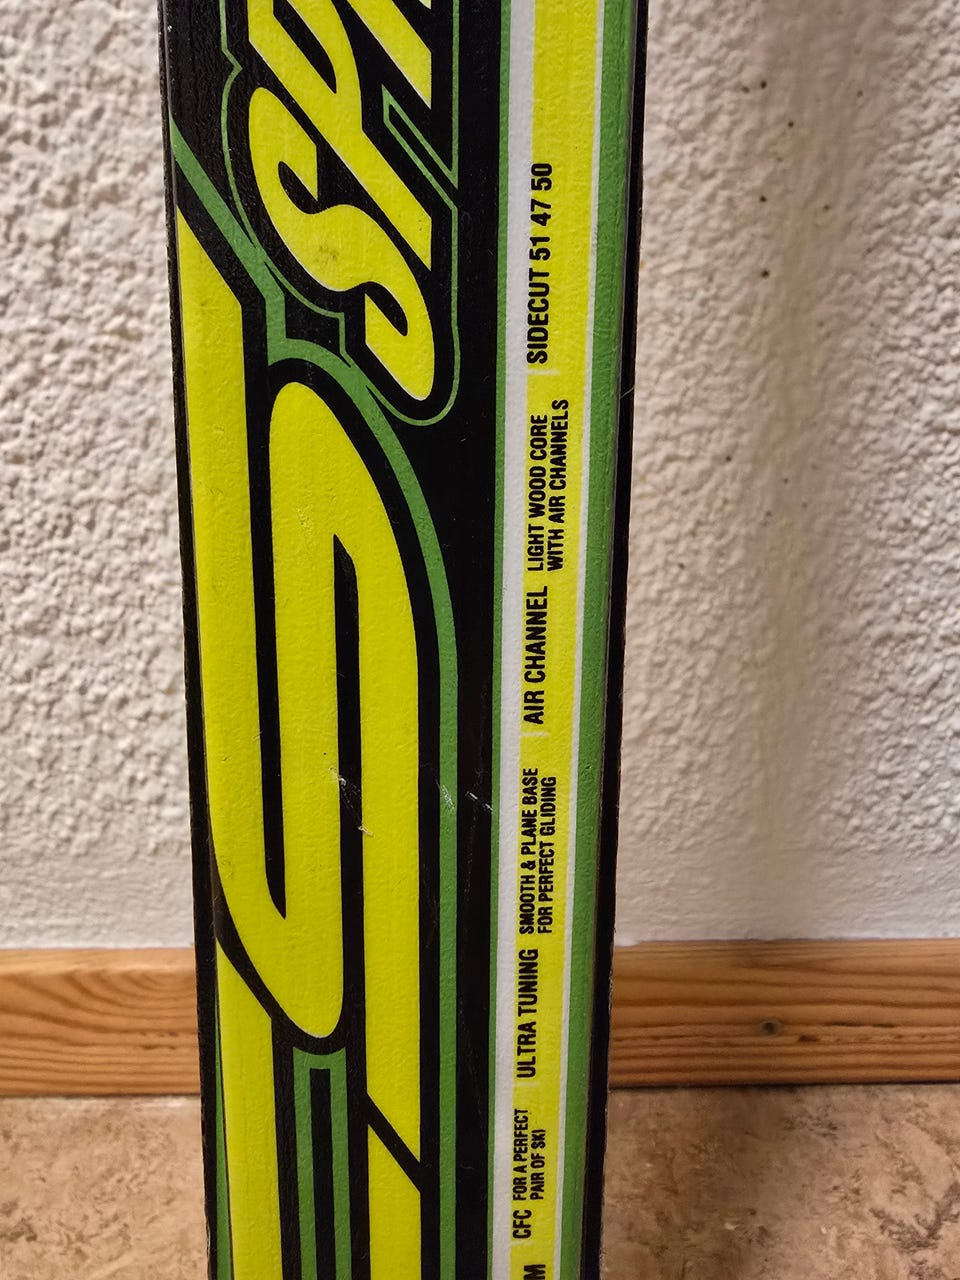 SIDECUT 51 47 50
AIR CHANNEL
LIGHT WOOD CORE
WITH AIR CHANNELS
ULTRA TUNING
SMOOTH & PLANE BASE
FOR PERFECT GLIDING
CFC
FOR A PERFECT
PAIR OF SKI